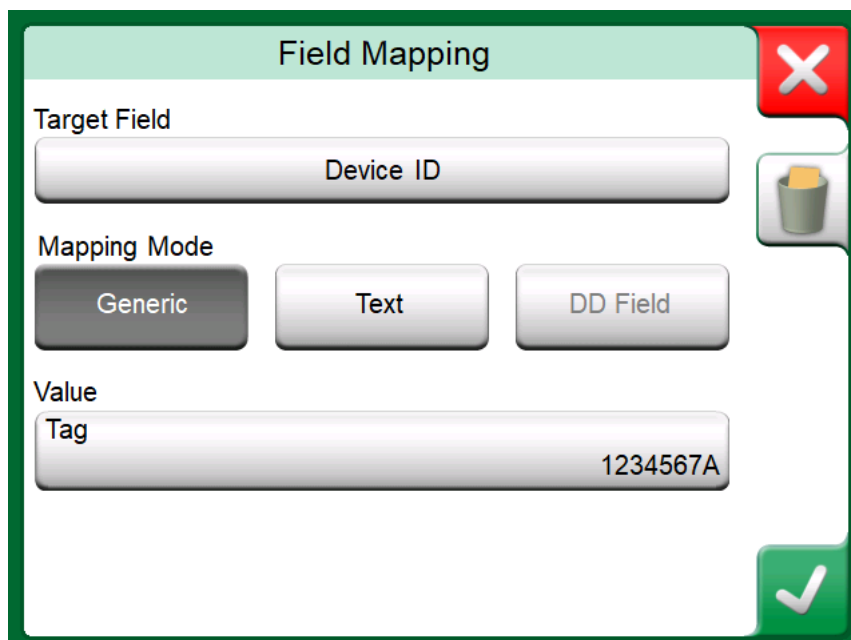 Field Mapping
Target Field
Device ID
Mapping Mode
Generic Text DD Field
Value
Tag
1234567A